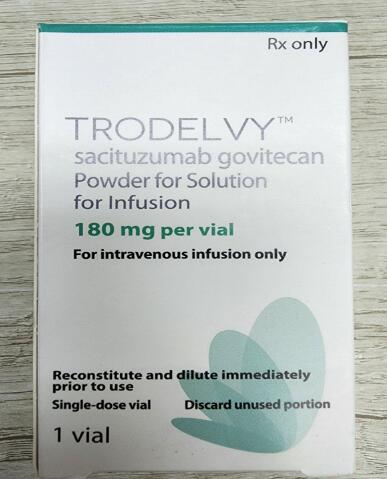 Rx only
TRODELVY™
sacituzumab govitecan
Powder for Solution
for Infusion
180 mg per vial
For intravenous infusion only
Reconstitute and dilute immediately
prior to use
Single-dose vial Discard unused portion
1 vial